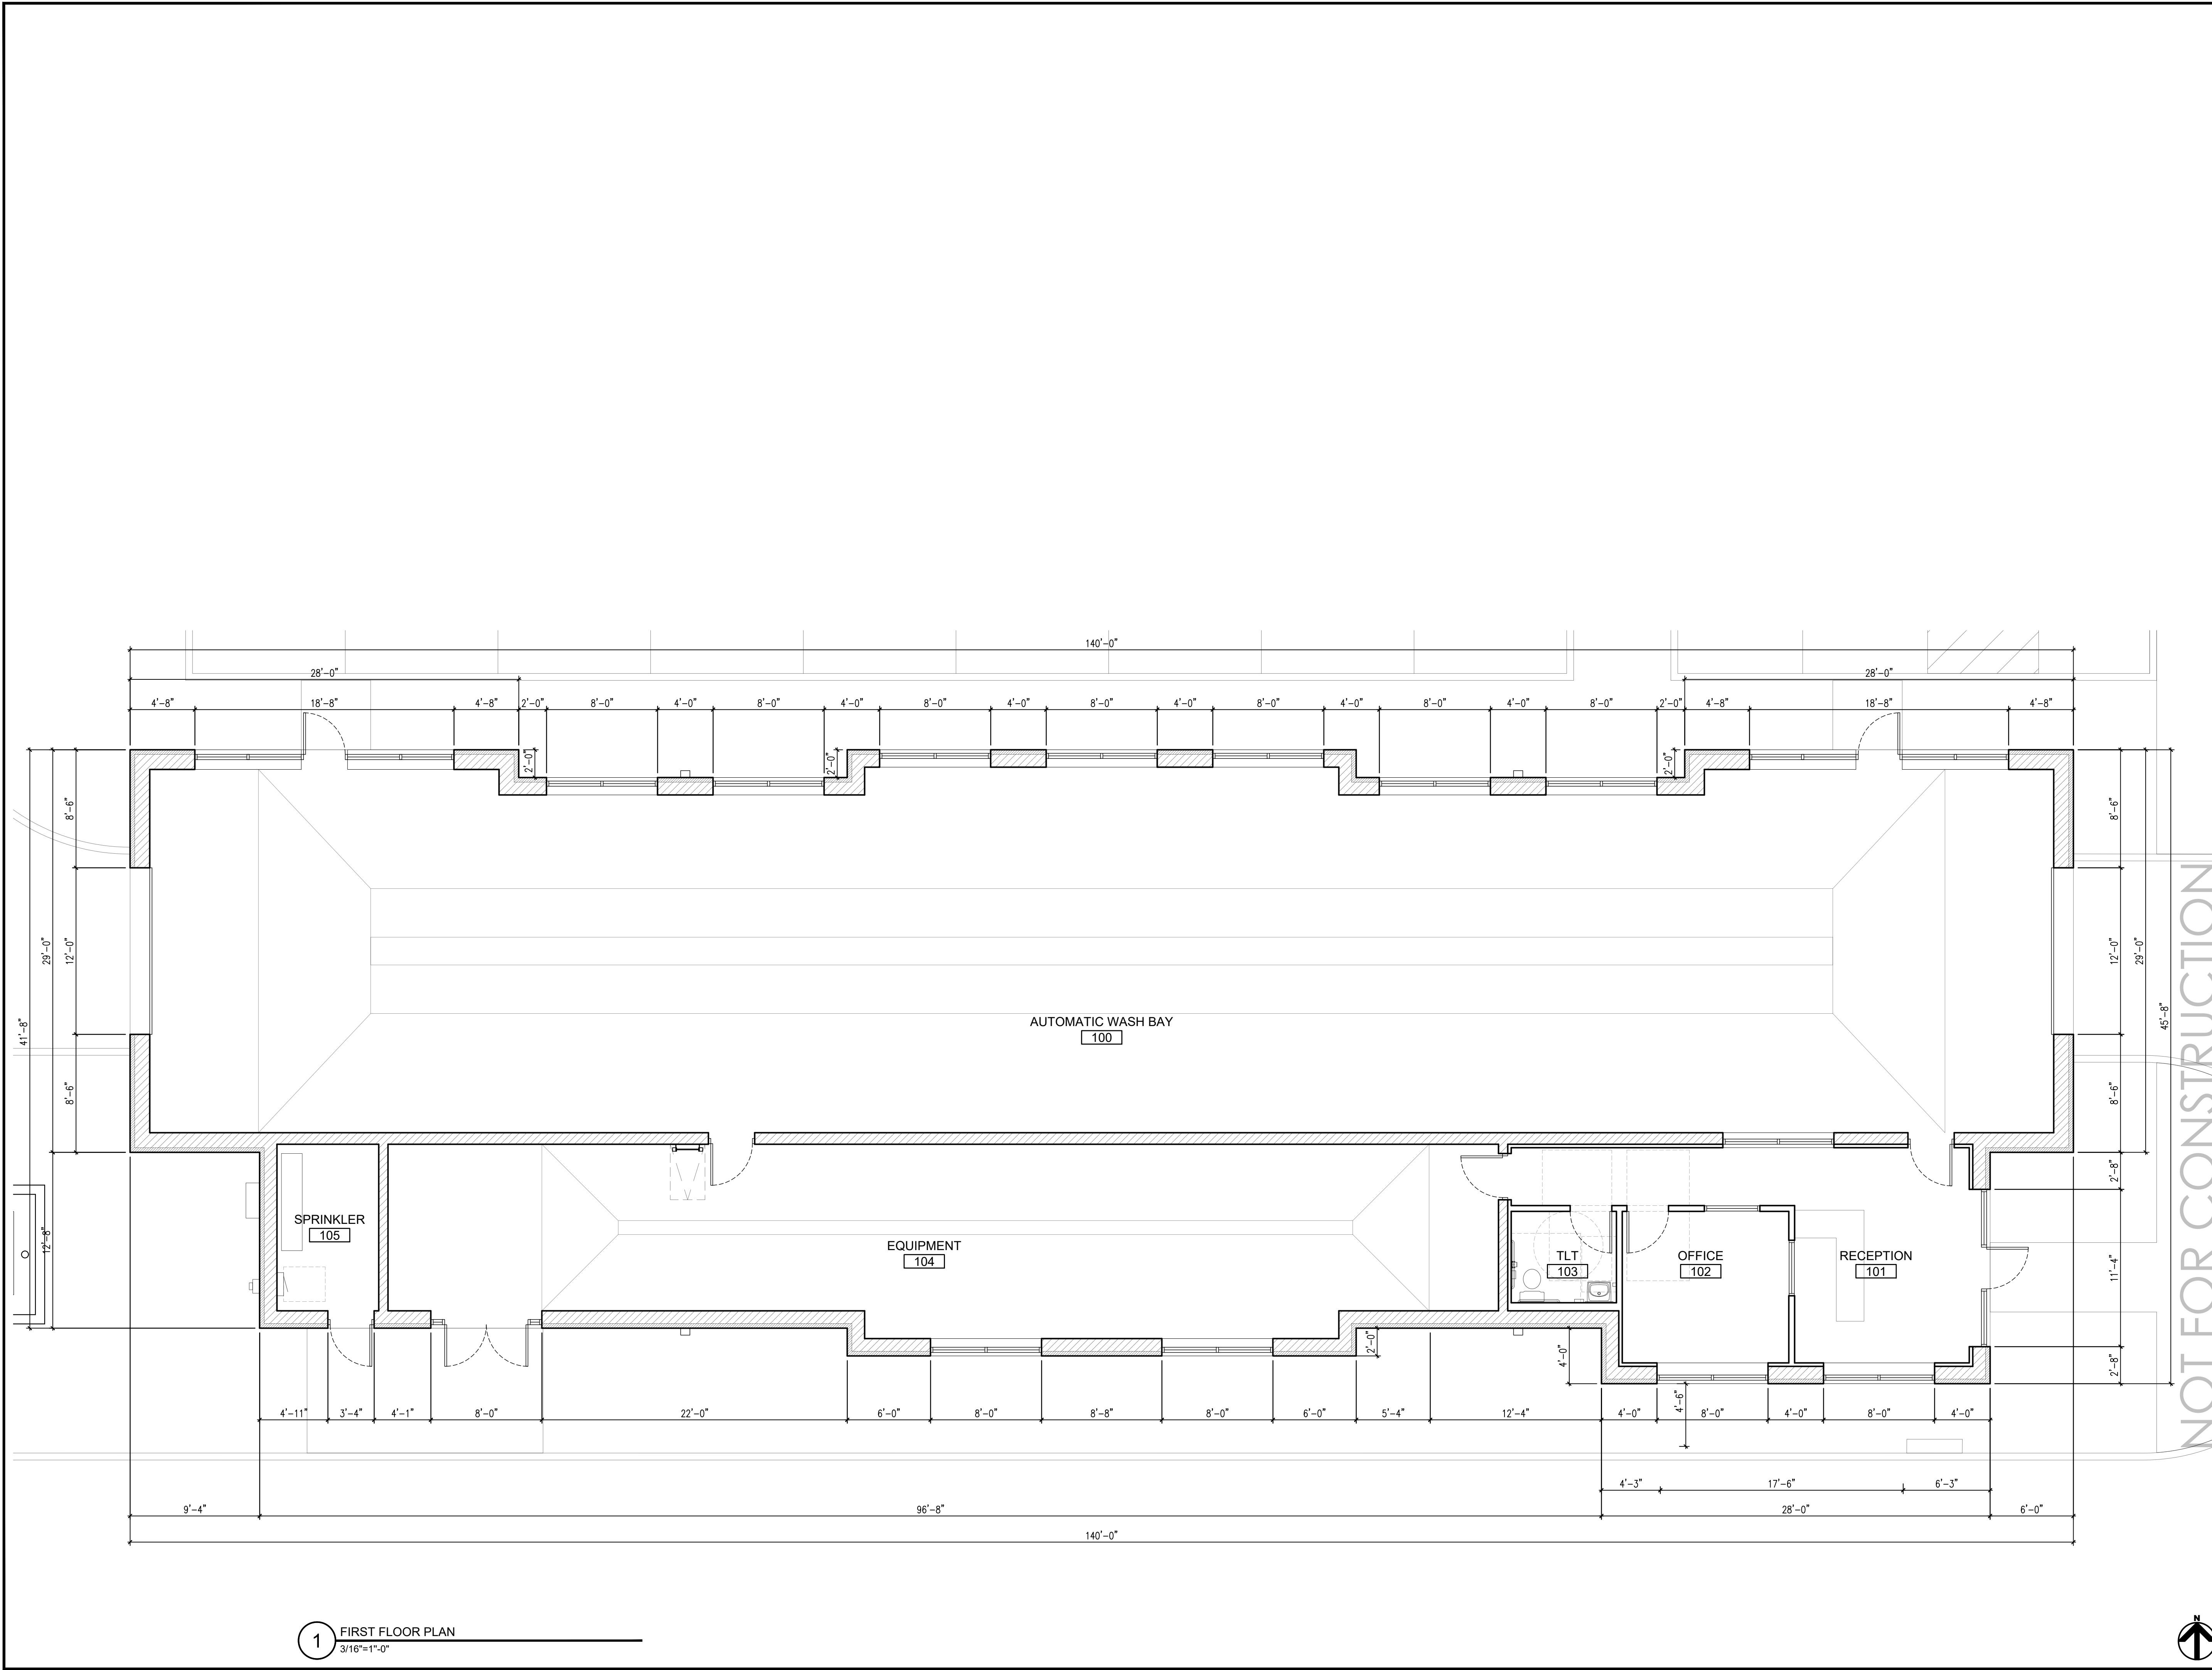 140'-0"
28'-0" 28'-0"
4'-8" 18'-8" 4'-8" 2'-0" 8'-0" 4'-0" 8'-0" 4'-0" 8'-0" 4'-0" 8'-0" 4'-0" 8'-0" 4'-0" 8'-0" 4'-0" 8'-0" 2'-0" 4'-8" 18'-8" 4'-8"
2'-0" 2'-0" 2'-0"
8'-6"
12'-0"
8'-6"
29'-0"
41'-8"
12'-8"
8'-6"
12'-0"
8'-6"
29'-0"
45'-8"
2'-8"
11'-4"
2'-8"
NOT FOR CONSTRUCTION
AUTOMATIC WASH BAY
100
SPRINKLER
105
EQUIPMENT
104
TLT
103
OFFICE
102
RECEPTION
101
2'-0"
4'-0"
4'-6"
4'-11" 3'-4" 4'-1" 8'-0" 22'-0" 6'-0" 8'-0" 8'-8" 8'-0" 6'-0" 5'-4" 12'-4" 4'-0" 8'-0" 4'-0" 8'-0" 4'-0"
4'-3" 17'-6" 6'-3"
9'-4" 96'-8" 28'-0" 6'-0"
140'-0"
1
FIRST FLOOR PLAN
3/16"=1"-0"
N